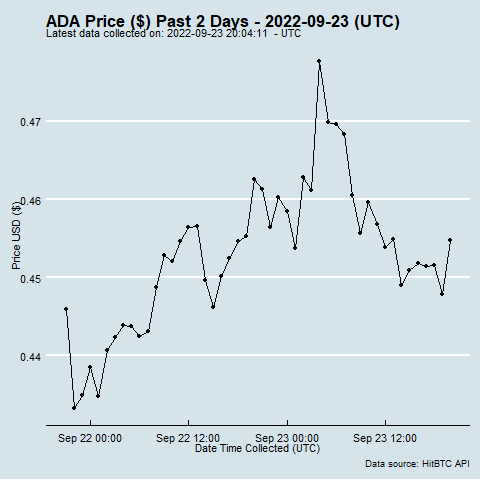 ADA Price ($) Past 2 Days - 2022-09-23 (UTC)
Latest data collected on: 2022-09-23 20:04:11  - UTC
Price USD ($)
0.47
0.46
0.45
0.44
Sep 22 00:00
Sep 22 12:00
Sep 23 00:00
Sep 23 12:00
Date Time Collected (UTC)
Data source: HitBTC API